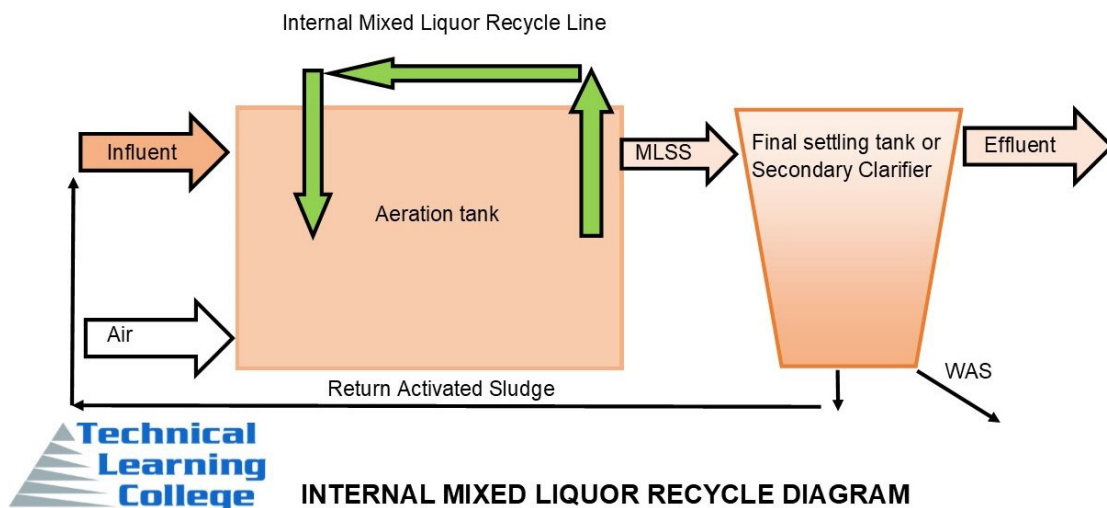 Internal Mixed Liquor Recycle Line
Influent
Aeration tank
MLSS
Final settling tank or
Secondary Clarifier
Effluent
Air
Return Activated Sludge
WAS
Technical
Learning
College
INTERNAL MIXED LIQUOR RECYCLE DIAGRAM